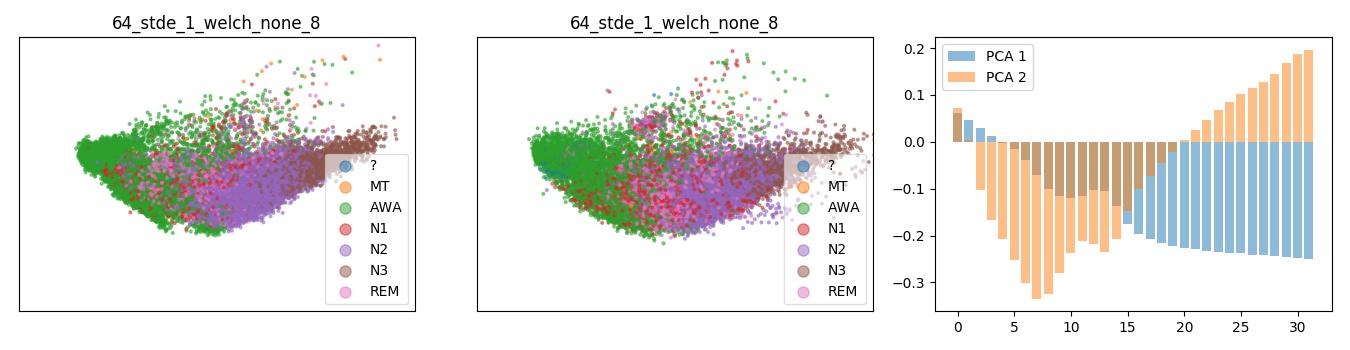 64_stde_1_welch_none_8
?
MT
AWA
N1
N2
N3
REM
64_stde_1_welch_none_8
?
MT
AWA
N1
N2
N3
REM
PCA 1
PCA 2
0.2
0.1
0.0
−0.1
−0.2
−0.3
0 5 10 15 20 25 30